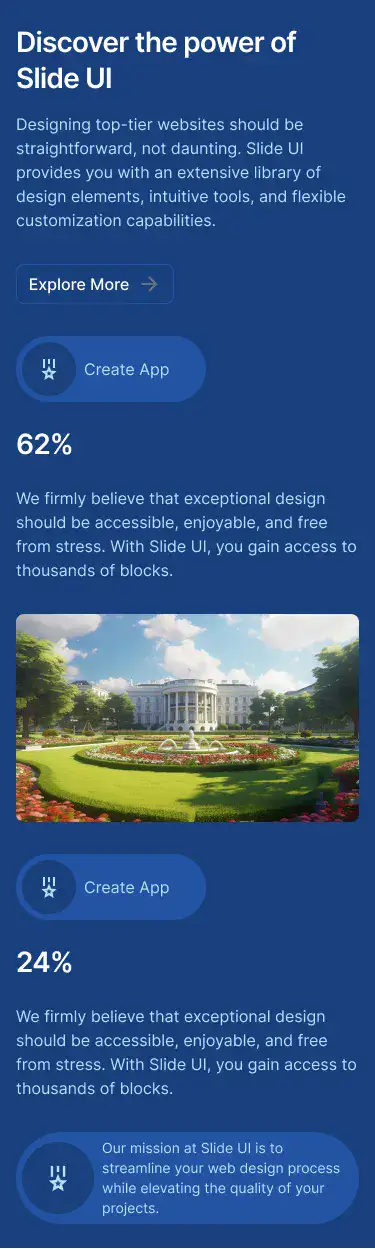 Discover the power of
Slide UI
Designing top-tier websites should be
straightforward, not daunting. Slide UI
provides you with an extensive library of
design elements, intuitive tools, and flexible
customization capabilities.
Explore More
Create App
62%
We firmly believe that exceptional design
should be accessible, enjoyable, and free
from stress. With Slide UI, you gain access to
thousands of blocks.
Create App
24%
We firmly believe that exceptional design
should be accessible, enjoyable, and free
from stress. With Slide UI, you gain access to
thousands of blocks.
Our mission at Slide UI is to
streamline your web design process
while elevating the quality of your
projects.